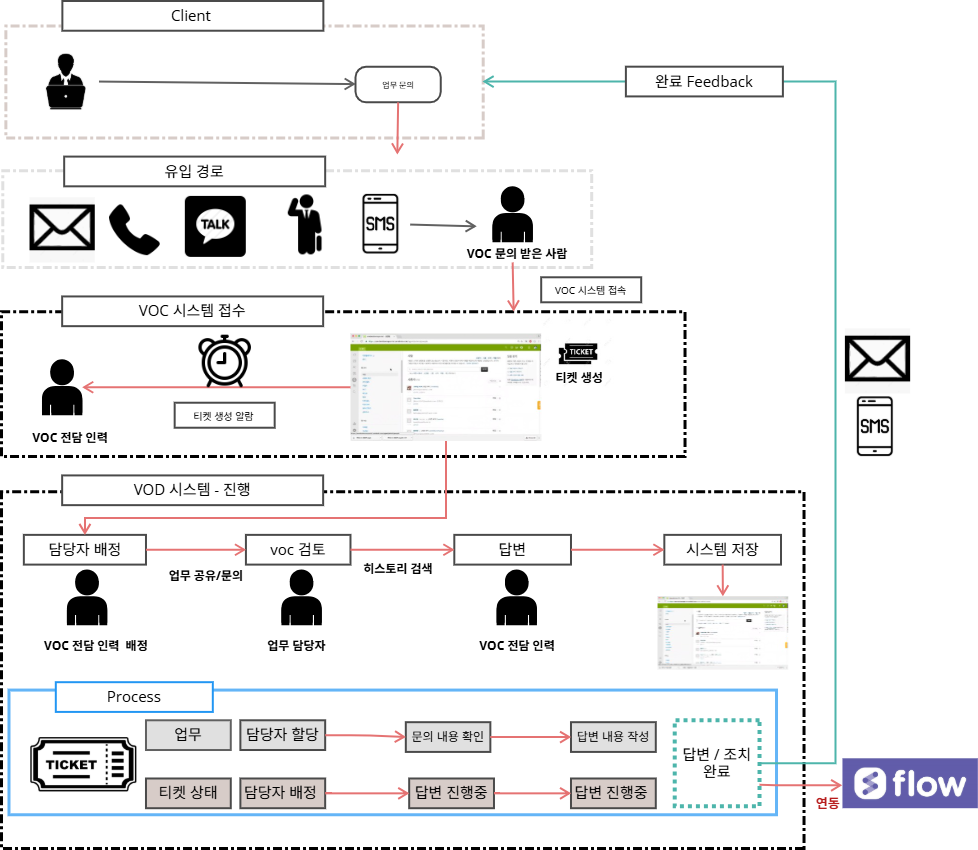 Client
업무 문의
완료 Feedback
유입 경로
TALK
SMS
VOC 문의 받은 사람
VOC 시스템 접속
VOC 시스템 접수
TICKET
티켓 생성
티켓 생성 알람
VOC 전담 인력
SMS
VOD 시스템 - 진행
담당자 배정
voc 검토
답변
시스템 저장
업무 공유/문의
히스토리 검색
VOC 전담 인력 배정
업무 담당자
VOC 전담 인력
Process
TICKET
업무
담당자 할당
문의 내용 확인
답변 내용 작성
티켓 상태
담당자 배정
답변 진행중
답변 진행중
답변 / 조치
완료
연동
flow